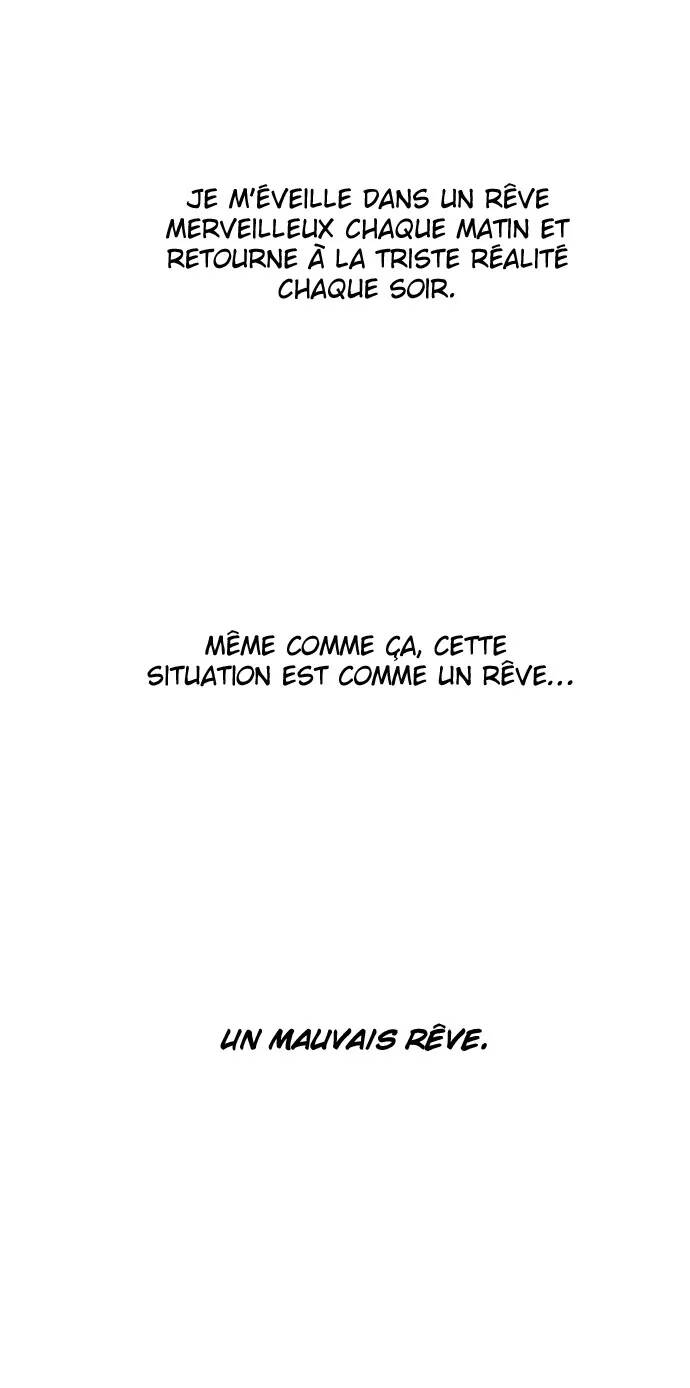 JE M'ÉVEILLE DANS UN RÊVE
MERVEILLEUX CHAQUE MATIN ET
RETOURNE À LA TRISTE RÉALITÉ
CHAQUE SOIR.
MÊME COMME ÇA, CETTE
SITUATION EST COMME UN RÊVE...
UN MAUVAIS RÊVE.